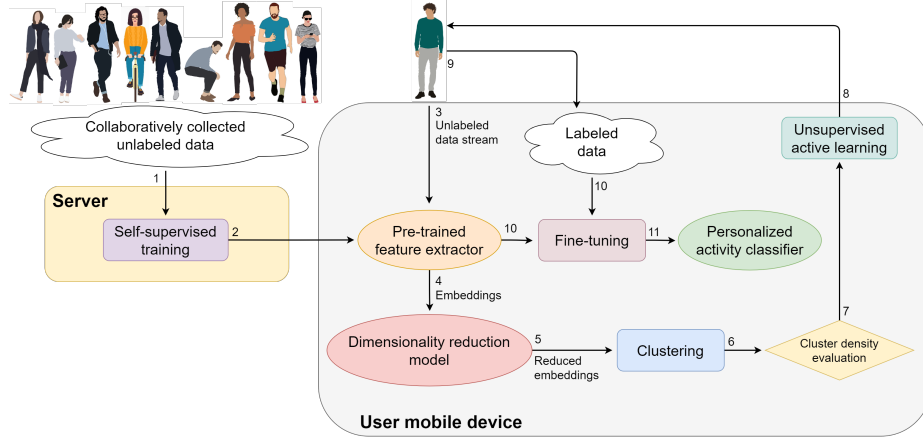 Collaboratively collected
unlabeled data
1
Server
Self-supervised
training
2
3
Unlabeled
data stream
9
Labeled
data
10
8
Unsupervised
active learning
Pre-trained
feature extractor
10
Fine-tuning
11
Personalized
activity classifier
4
Embeddings
Dimensionality reduction
model
5
Reduced
embeddings
Clustering
6
7
Cluster density
evaluation
User mobile device